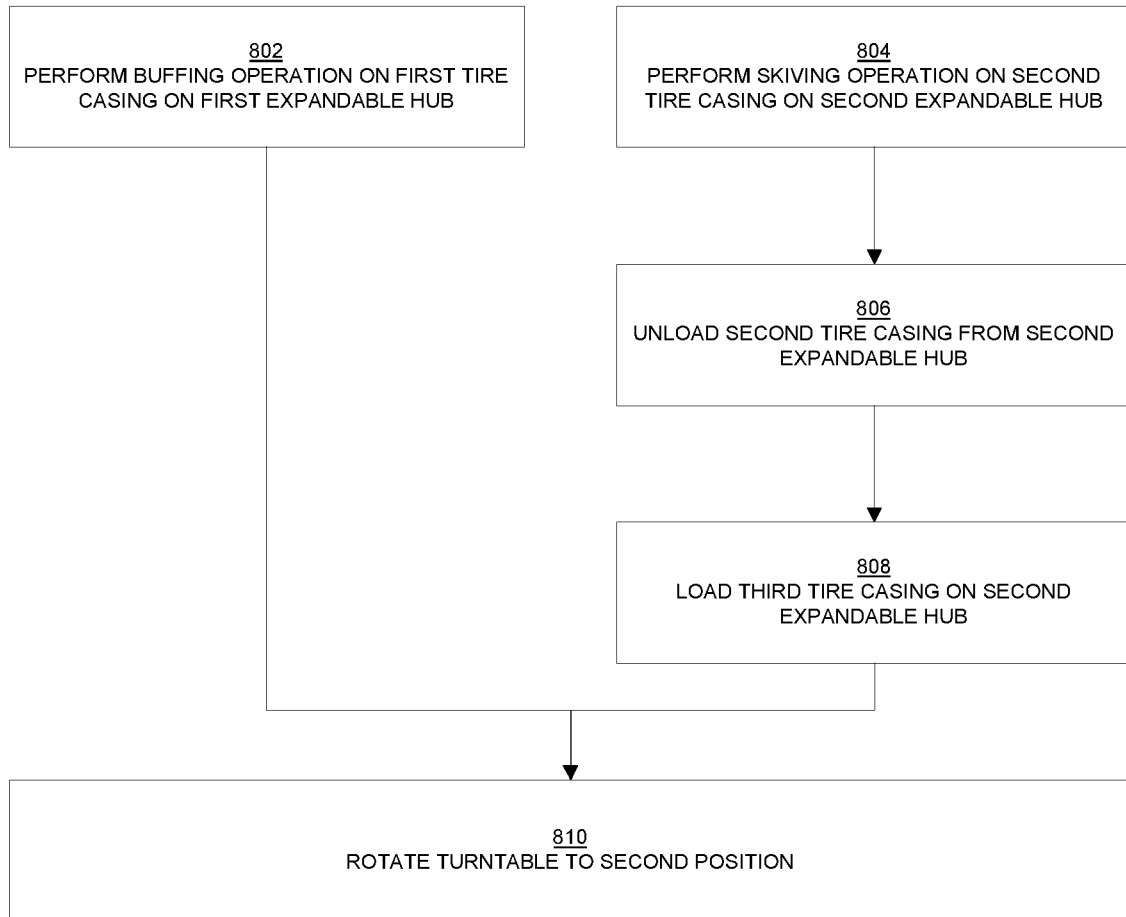 802
PERFORM BUFFING OPERATION ON FIRST TIRE
CASING ON FIRST EXPANDABLE HUB
804
PERFORM SKIVING OPERATION ON SECOND
TIRE CASING ON SECOND EXPANDABLE HUB
806
UNLOAD SECOND TIRE CASING FROM SECOND
EXPANDABLE HUB
808
LOAD THIRD TIRE CASING ON SECOND
EXPANDABLE HUB
810
ROTATE TURNTABLE TO SECOND POSITION